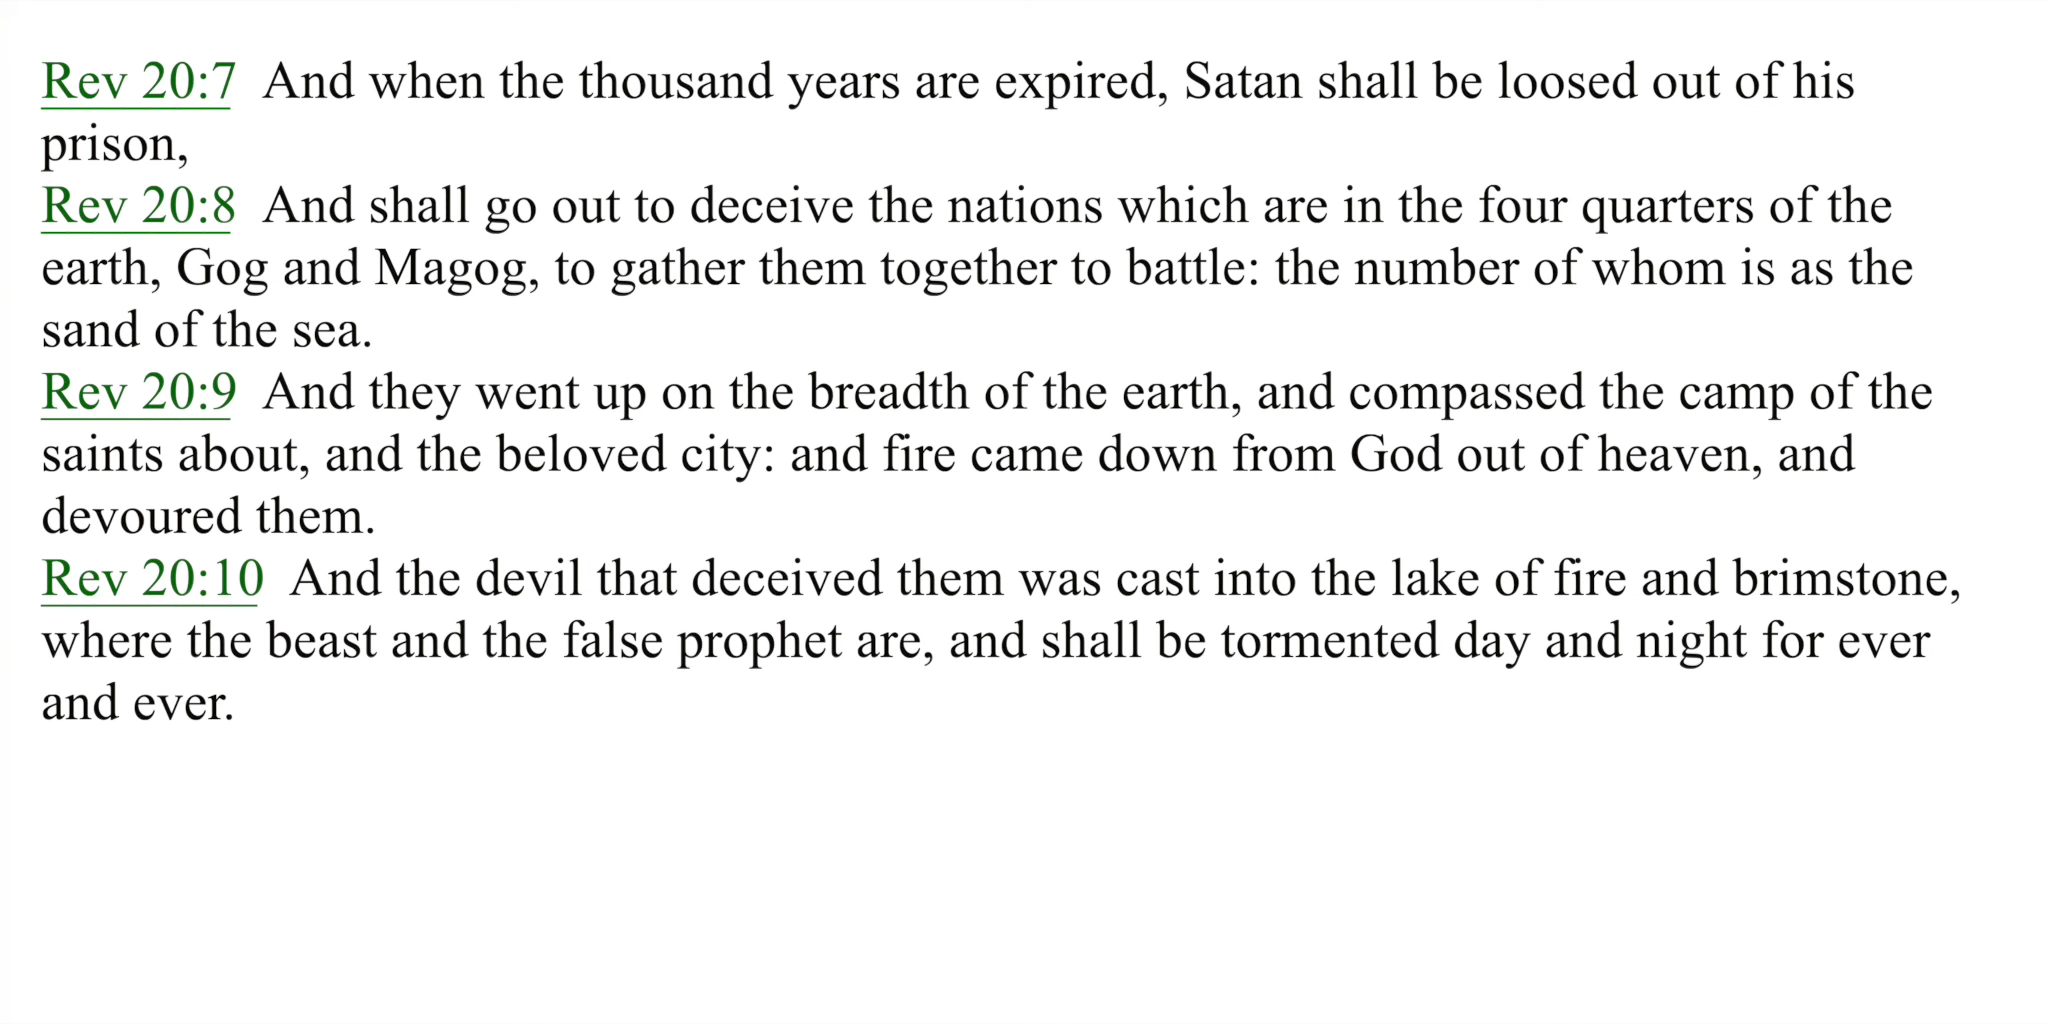 Rev 20:7 And when the thousand years are expired, Satan shall be loosed out of his
prison,
Rev 20:8 And shall go out to deceive the nations which are in the four quarters of the
earth, Gog and Magog, to gather them together to battle: the number of whom is as the
sand of the sea.
Rev 20:9 And they went up on the breadth of the earth, and compassed the camp of the
saints about, and the beloved city: and fire came down from God out of heaven, and
devoured them.
Rev 20:10 And the devil that deceived them was cast into the lake of fire and brimstone,
where the beast and the false prophet are, and shall be tormented day and night for ever
and ever.